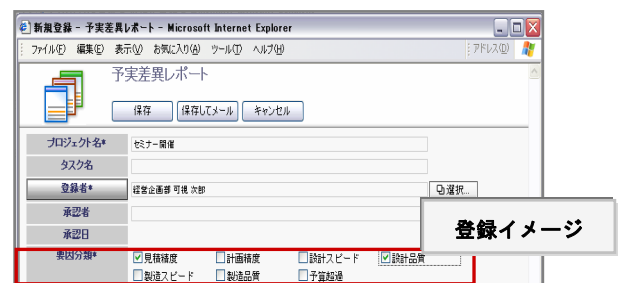 新規登録 - 予実差異レポート - Microsoft Internet Explorer
ファイル(F) 編集(E) 表示(V) お気に入り(A) ツール(T) ヘルプ(H) アドレス(D)
予実差異レポート
保存 保存してメール キャンセル
プロジェクト名* セミナー開催
タスク名
登録者* 経営企画部 可視 次郎 選択...
承認者
承認日
登録イメージ
要因分類* 見積精度 計画精度 設計スピード 設計品質
製造スピード 製造品質 予算超過